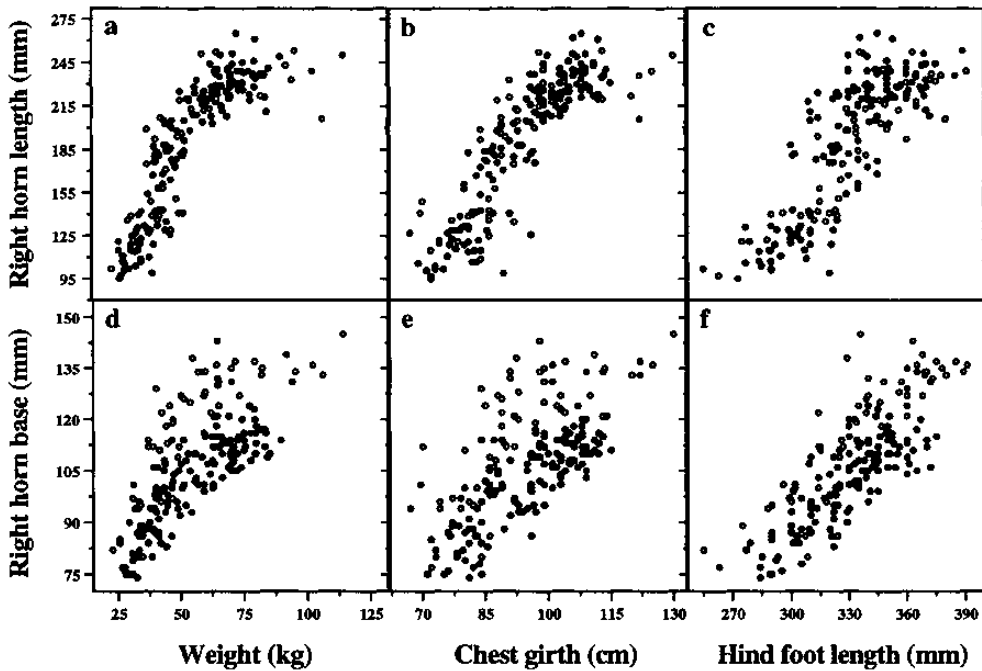 a b c
Right horn length (mm)
275
245
215
185
155
125
95
d e f
Right horn base (mm)
150
135
120
105
90
75
25 50 75 100 125 70 85 100 115 130 270 300 330 360 390
Weight (kg) Chest girth (cm) Hind foot length (mm)